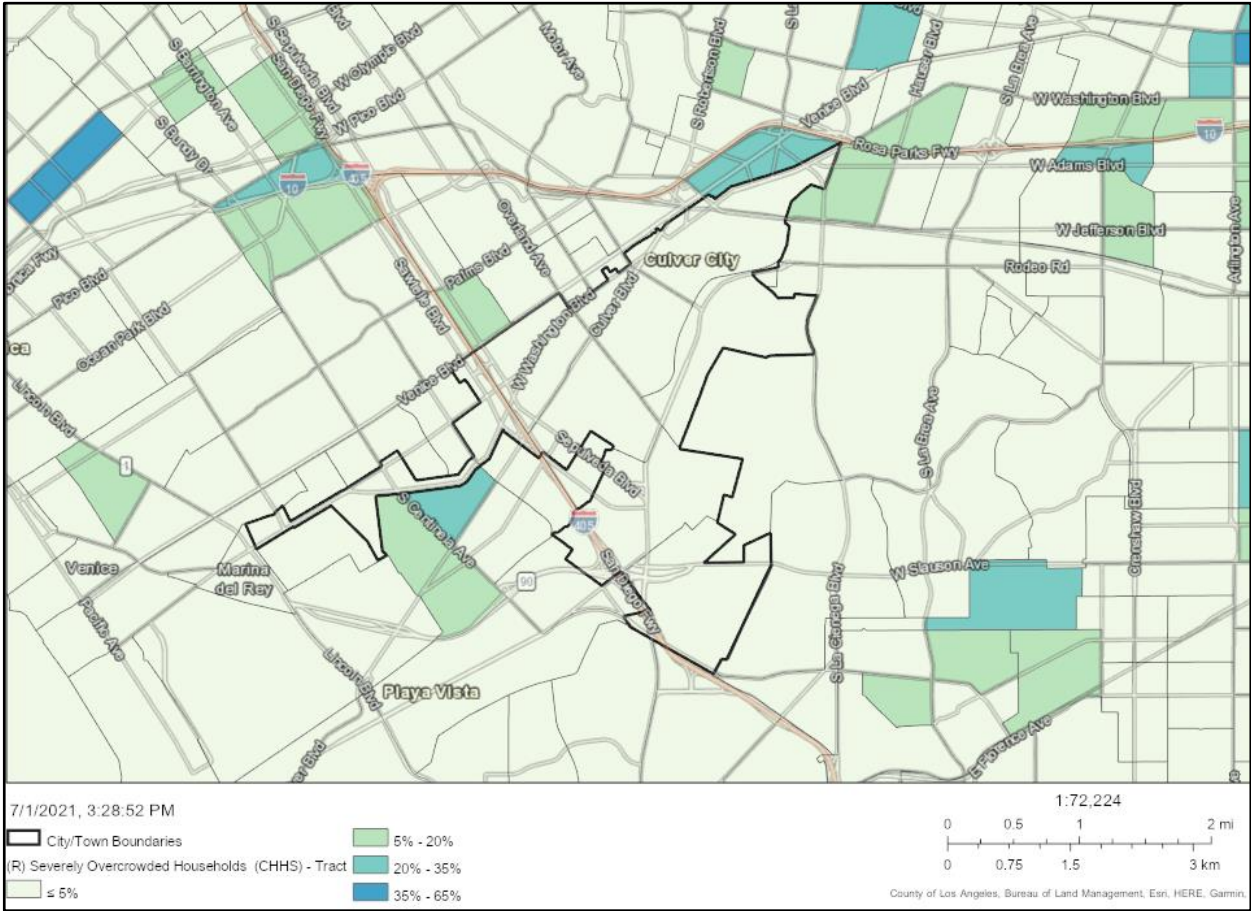 S Sepulveda Blvd
San Diego Fwy
S Barrington Ave
W Olympic Blvd
W Pico Blvd
S Bundy Dr
Motor Ave
S Robertson Blvd
Hauser Blvd
S La Brea Ave
Venice Blvd
W Washington Blvd
10
Rosa Parks Fwy
W Adams Blvd
405
10
Overland Ave
W Jefferson Blvd
Arlington Ave
Culver City
Rodeo Rd
Palms Blvd
Pico Blvd
Sawtelle Blvd
Ocean Park Blvd
W Washington Blvd
Culver Blvd
Venice Blvd
Lincoln Blvd
1
Sepulveda Blvd
S La Brea Ave
S Centinela Ave
405
Crenshaw Blvd
Venice
Marina
del Rey
90
San Diego Fwy
W Slauson Ave
Pacific Ave
Lincoln Blvd
S La Cienega Blvd
Playa Vista
E Florence Ave
7/1/2021, 3:28:52 PM
City/Town Boundaries
(R) Severely Overcrowded Households (CHHS) - Tract
≤ 5%
5% - 20%
20% - 35%
35% - 65%
1:72,224
0 0.5 1 2 mi
0 0.75 1.5 3 km
County of Los Angeles, Bureau of Land Management, Esri, HERE, Garmin,